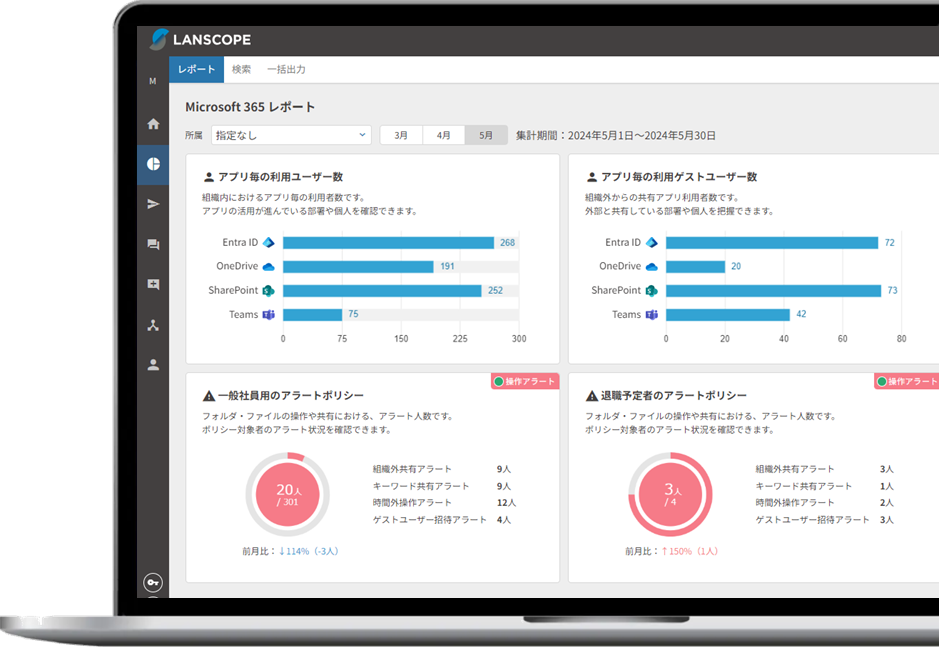 LANSCOPE
M
レポート 検索 一括出力
Microsoft 365 レポート
所属 指定なし 3月 4月 5月 集計期間：2024年5月1日～2024年5月30日
アプリ毎の利用ユーザー数
組織内におけるアプリ毎の利用者数です。
アプリの活用が進んでいる部署や個人を確認できます。
Entra ID 268
OneDrive 191
SharePoint 252
Teams 75
0 75 150 225 300
アプリ毎の利用ゲストユーザー数
組織外からの共有アプリ利用者数です。
外部と共有している部署や個人を把握できます。
Entra ID 72
OneDrive 20
SharePoint 73
Teams 42
0 20 40 60 80
操作アラート
一般社員用のアラートポリシー
フォルダ・ファイルの操作や共有における、アラート人数です。
ポリシー対象者のアラート状況を確認できます。
20人
/ 301
組織外共有アラート 9人
キーワード共有アラート 9人
時間外操作アラート 12人
ゲストユーザー招待アラート 4人
前月比：↓114%（-3人）
操作アラート
退職予定者のアラートポリシー
フォルダ・ファイルの操作や共有における、アラート人数です。
ポリシー対象者のアラート状況を確認できます。
3人
/ 4
組織外共有アラート 3人
キーワード共有アラート 1人
時間外操作アラート 2人
ゲストユーザー招待アラート 3人
前月比：↑150%（1人）